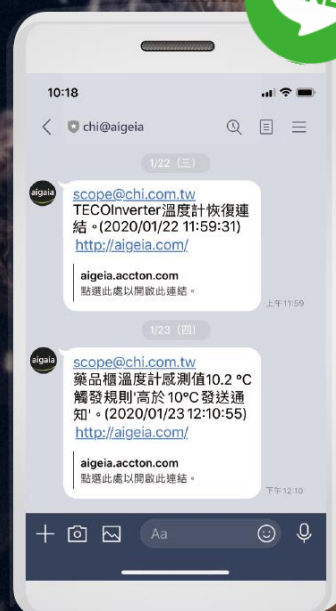 10:18
chi@aigeia
1/22 (三)
aigaia
scope@chi.com.tw
TECOInverter溫度計恢復連
結。(2020/01/22 11:59:31)
http://aigeia.com/
aigeia.accton.com
點選此處以開啟此連結。
上午11:59
1/23 (四)
aigaia
scope@chi.com.tw
藥品櫃溫度計感測值10.2 °C
觸發規則'高於 10°C 發送通
知'。(2020/01/23 12:10:55)
http://aigeia.com/
aigeia.accton.com
點選此處以開啟此連結。
下午12:10
Aa